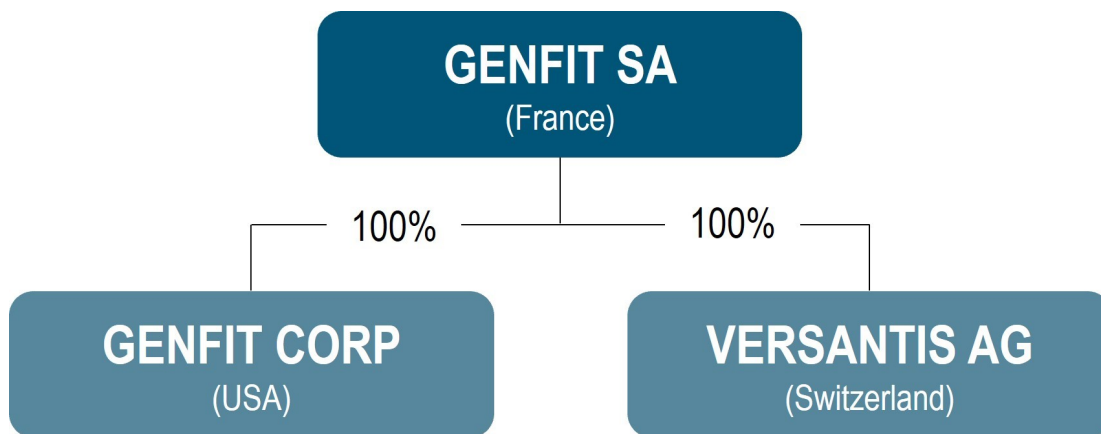 GENFIT SA
(France)
100%
100%
GENFIT CORP
(USA)
VERSANTIS AG
(Switzerland)